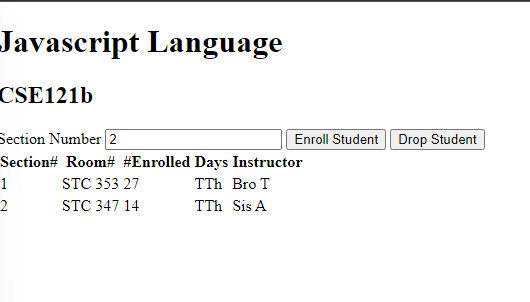 Javascript Language
CSE121b
Section Number 2 Enroll Student Drop Student
Section# Room# #Enrolled Days Instructor
1 STC 353 27 TTh Bro T
2 STC 347 14 TTh Sis A